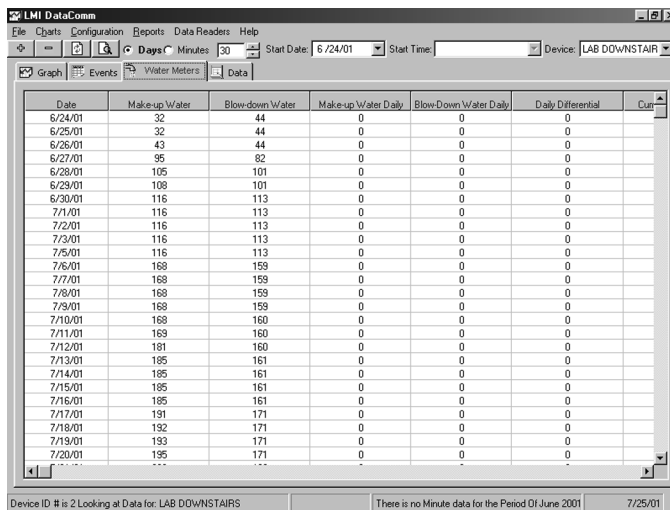 LMI DataComm
File Charts Configuration Reports Data Readers Help
Days Minutes 30 Start Date: 6 /24/01 Start Time: Device: LAB DOWNSTAIR
Graph Events Water Meters Data
Date Make-up Water Blow-down Water Make-up Water Daily Blow-Down Water Daily Daily Differential Cum
6/24/01 32 44 0 0 0
6/25/01 32 44 0 0 0
6/26/01 43 44 0 0 0
6/27/01 95 82 0 0 0
6/28/01 105 101 0 0 0
6/29/01 108 101 0 0 0
6/30/01 116 113 0 0 0
7/1/01 116 113 0 0 0
7/2/01 116 113 0 0 0
7/3/01 116 113 0 0 0
7/5/01 116 113 0 0 0
7/6/01 168 159 0 0 0
7/7/01 168 159 0 0 0
7/8/01 168 159 0 0 0
7/9/01 168 159 0 0 0
7/10/01 168 160 0 0 0
7/11/01 169 160 0 0 0
7/12/01 181 160 0 0 0
7/13/01 185 161 0 0 0
7/14/01 185 161 0 0 0
7/15/01 185 161 0 0 0
7/16/01 185 161 0 0 0
7/17/01 191 171 0 0 0
7/18/01 192 171 0 0 0
7/19/01 193 171 0 0 0
7/20/01 195 171 0 0 0
Device ID # is 2 Looking at Data for: LAB DOWNSTAIRS There is no Minute data for the Period Of June 2001 7/25/01